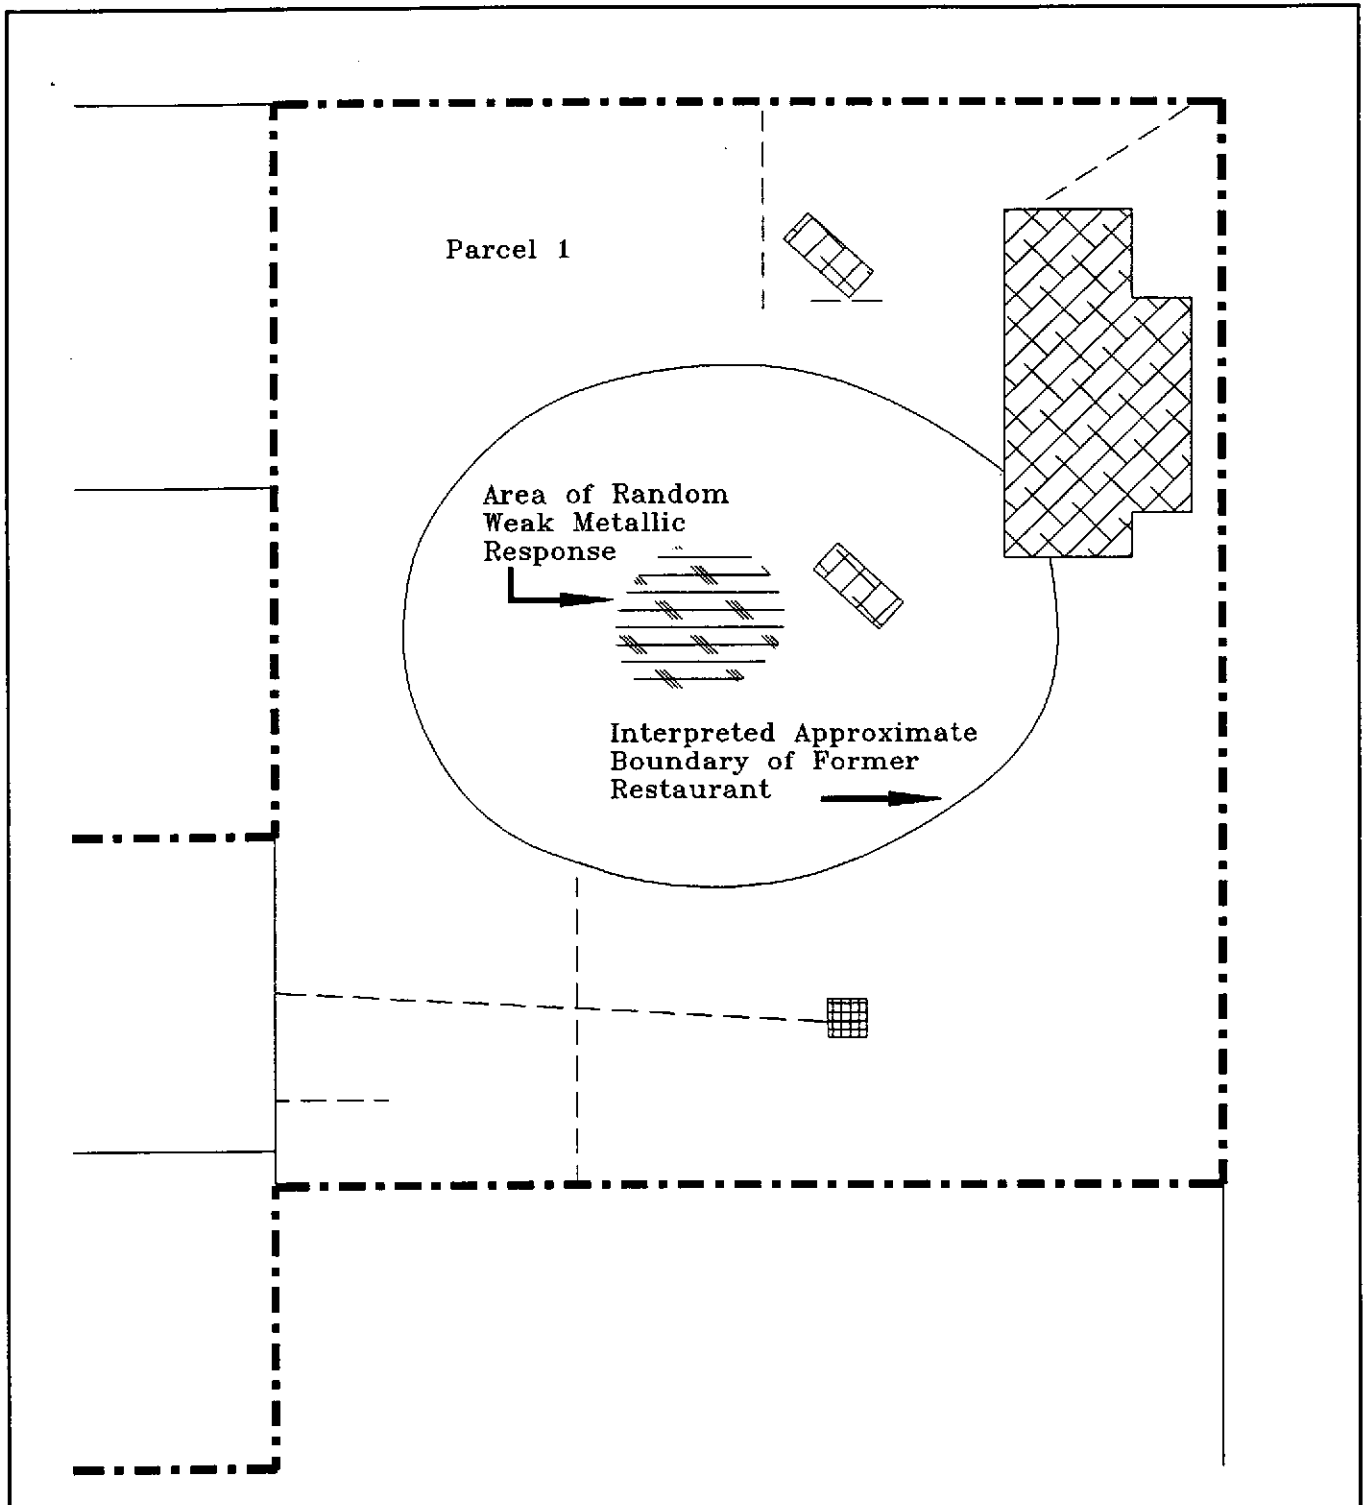 Parcel 1
Area of Random
Weak Metallic
Response
Interpreted Approximate
Boundary of Former
Restaurant